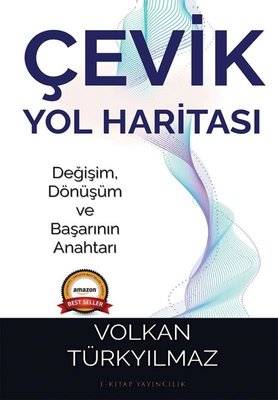 ÇEVİK
YOL HARİTASI
Değişim,
Dönüşüm
ve
Başarının
Anahtarı
amazon
BEST SELLER
VOLKAN
TÜRKYILMAZ
E-KİTAP YAYINCILIK